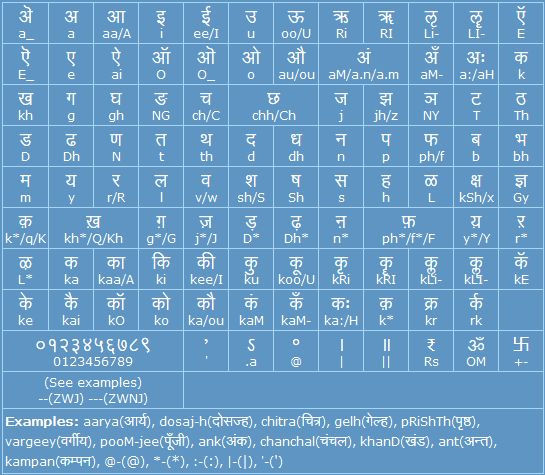 ऄ अ आ इ ई उ ऊ ऋ ॠ ऌ ॡ ऍ
a_ a aa/A i ee/I u oo/U Ri RI Li- LI- E
ऎ ए ऐ ऑ ऒ ओ औ अं अँ अः क
E_ e ai O O_ o au/ou aM/a.n/a.m aM- a:/aH k
ख ग घ ङ च छ ज झ ञ ट ठ
kh g gh NG ch/C chh/Ch j jh/z NY T Th
ड ढ ण त थ द ध न प फ ब भ
D Dh N t th d dh n p ph/f b bh
म य र ल व श ष स ह ळ क्ष ज्ञ
m y r/R l v/w sh/S Sh s h L kSh/x Gy
क़ ख़ ग़ ज़ ड़ ढ़ ऩ फ़ य़ ऱ
k*/q/K kh*/Q/Kh g*/G j*/J D* Dh* n* ph*/f*/F y*/Y r*
ऴ क का कि की कु कू कृ कॄ कॢ कॣ कॅ
L* ka kaa/A ki kee/I ku koo/U kRi kRI kLi- kLI- kE
के कै कॉ को कौ कं कँ कः क़ क्र र्क
ke kai kO ko ka/ou kaM kaM- ka:/H k* kr rk
०१२३४५६७८९ ʼ ऽ ॰ । ॥ ₹ ॐ 卐
0123456789 ' .a @ | || Rs OM +-
(See examples)
--(ZWJ) ---(ZWNJ)
Examples: aarya(आर्य), dosaj-h(दोसज्ह), chitra(चित्र), gelh(गेल्ह), pRiShTh(पृष्ठ),
vargeey(वर्गीय), pooM-jee(पूँजी), ank(अंक), chanchal(चंचल), khanD(खंड), ant(अन्त),
kampan(कम्पन), @-(@), *-(*), :-(:), |-(|), '-(')